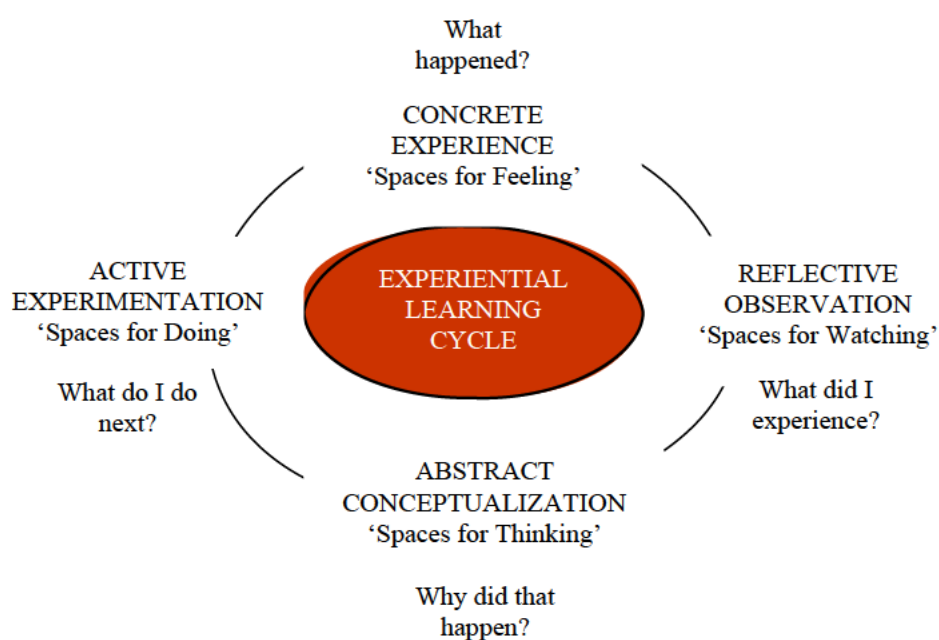 What
happened?
CONCRETE
EXPERIENCE
‘Spaces for Feeling’
ACTIVE
EXPERIMENTATION
‘Spaces for Doing’
What do I do
next?
EXPERIENTIAL
LEARNING
CYCLE
REFLECTIVE
OBSERVATION
‘Spaces for Watching’
What did I
experience?
ABSTRACT
CONCEPTUALIZATION
‘Spaces for Thinking’
Why did that
happen?